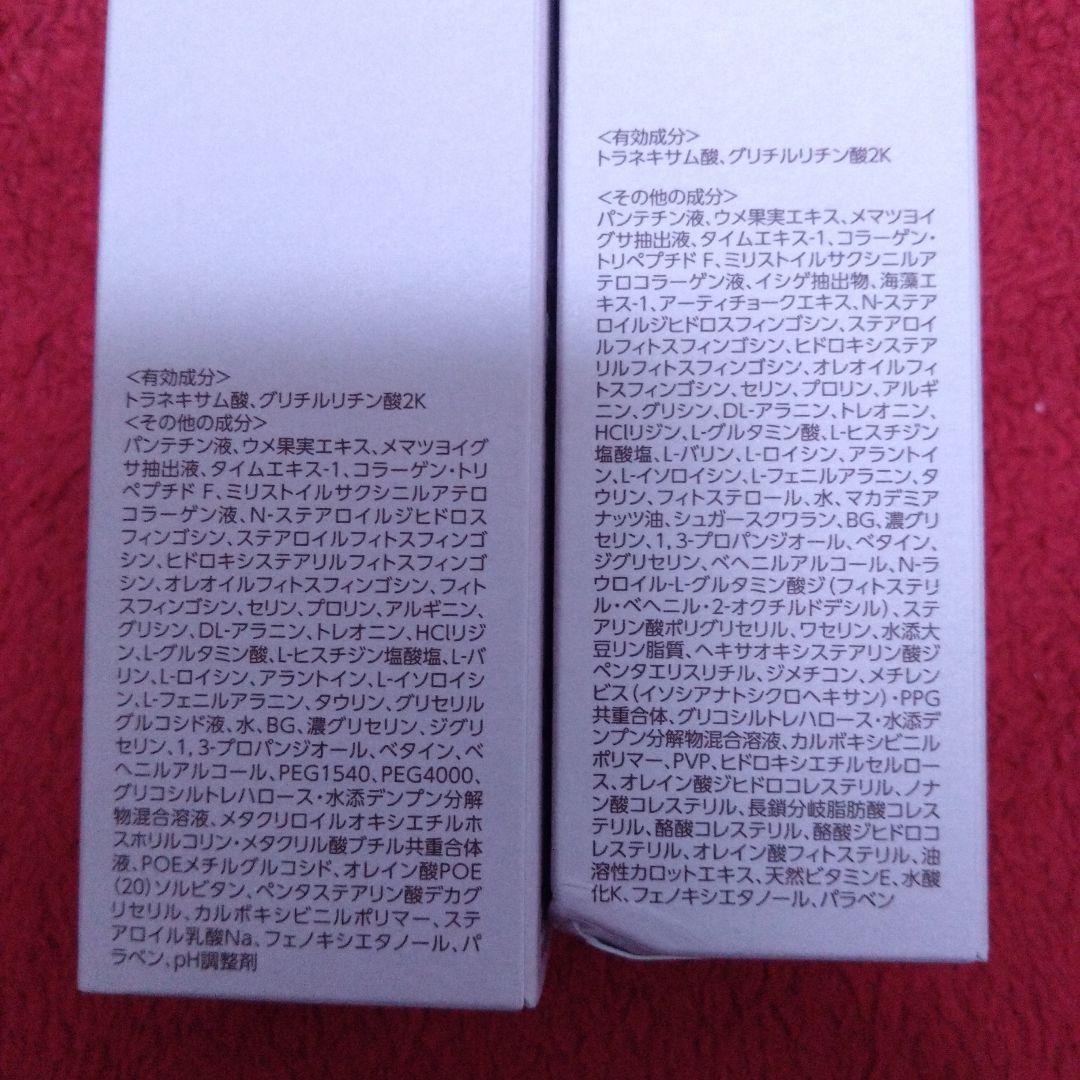 <有効成分>
トラネキサム酸、グリチルリチン酸2K
<その他の成分>
パンテチン液、ウメ果実エキス、メマツヨイグ
サ抽出液、タイムエキス-1、コラーゲン・トリ
ペプチド F、ミリストイルサクシニルアテロ
コラーゲン液、N-ステアロイルジヒドロス
フィンゴシン、ステアロイルフィトスフィンゴ
シン、ヒドロキシステアリルフィトスフィンゴ
シン、オレオイルフィトスフィンゴシン、フィト
スフィンゴシン、セリン、プロリン、アルギニン、
グリシン、DL-アラニン、トレオニン、HClリジ
ン、L-グルタミン酸、L-ヒスチジン塩酸塩、L-バ
リン、L-ロイシン、アラントイン、L-イソロイシ
ン、L-フェニルアラニン、タウリン、グリセリル
グルコシド液、水、BG、濃グリセリン、ジグリ
セリン、1,3-プロパンジオール、ベタイン、ベ
ヘニルアルコール、PEG1540、PEG4000、
グリコシルトレハロース・水添デンプン分解
物混合溶液、メタクリロイルオキシエチルホ
スホリルコリン・メタクリル酸ブチル共重合体
液、POEメチルグルコシド、オレイン酸POE
(20)ソルビタン、ペンタステアリン酸デカグ
リセリル、カルボキシビニルポリマー、ステ
アロイル乳酸Na、フェノキシエタノール、パ
ラベン、pH調整剤
<有効成分>
トラネキサム酸、グリチルリチン酸2K
<その他の成分>
パンテチン液、ウメ果実エキス、メマツヨイ
グサ抽出液、タイムエキス-1、コラーゲン・
トリペプチド F、ミリストイルサクシニルア
テロコラーゲン液、イシゲ抽出物、海藻エ
キス-1、アーティチョークエキス、N-ステア
ロイルジヒドロスフィンゴシン、ステアロイ
ルフィトスフィンゴシン、ヒドロキシステア
リルフィトスフィンゴシン、オレオイルフィ
トスフィンゴシン、セリン、プロリン、アルギ
ニン、グリシン、DL-アラニン、トレオニン、
HClリジン、L-グルタミン酸、L-ヒスチジン
塩酸塩、L-バリン、L-ロイシン、アラントイ
ン、L-イソロイシン、L-フェニルアラニン、タ
ウリン、フィトステロール、水、マカデミア
ナッツ油、シュガースクワラン、BG、濃グリ
セリン、1,3-プロパンジオール、ベタイン、
ジグリセリン、ベヘニルアルコール、N-ラ
ウロイル-L-グルタミン酸ジ(フィトステリ
ル・ベヘニル・2-オクチルドデシル)、ステ
アリン酸ポリグリセリル、ワセリン、水添大
豆リン脂質、ヘキサオキシステアリン酸ジ
ペンタエリスリチル、ジメチコン、メチレン
ビス(イソシアナトシクロヘキサン)・PPG
共重合体、グリコシルトレハロース・水添デ
ンプン分解物混合溶液、カルボキシビニル
ポリマー、PVP、ヒドロキシエチルセルロー
ス、オレイン酸ジヒドロコレステリル、ノナ
ン酸コレステリル、長鎖分岐脂肪酸コレス
テリル、酪酸コレステリル、酪酸ジヒドロコ
レステリル、オレイン酸フィトステリル、油
溶性カロットエキス、天然ビタミンE、水酸
化K、フェノキシエタノール、パラベン